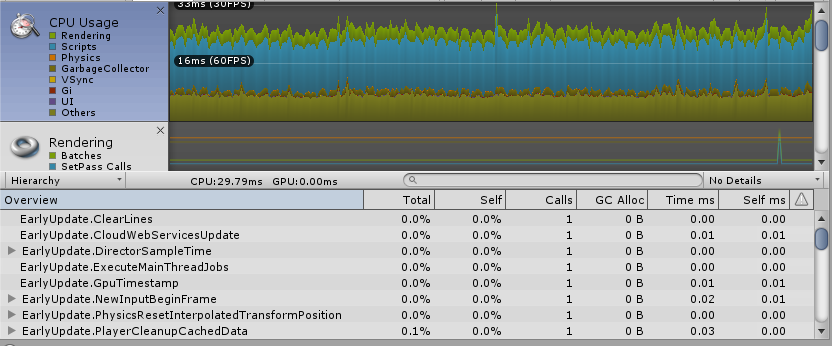 33ms (30FPS)
CPU Usage
Rendering
Scripts
Physics
GarbageCollector
VSync
Gi
UI
Others
16ms (60FPS)
Rendering
Batches
SetPass Calls
Hierarchy CPU:29.79ms GPU:0.00ms No Details
Overview Total Self Calls GC Alloc Time ms Self ms
EarlyUpdate.ClearLines 0.0% 0.0% 1 0 B 0.00 0.00
EarlyUpdate.CloudWebServicesUpdate 0.0% 0.0% 1 0 B 0.01 0.01
EarlyUpdate.DirectorSampleTime 0.0% 0.0% 1 0 B 0.00 0.00
EarlyUpdate.ExecuteMainThreadJobs 0.0% 0.0% 1 0 B 0.00 0.00
EarlyUpdate.GpuTimestamp 0.0% 0.0% 1 0 B 0.01 0.01
EarlyUpdate.NewInputBeginFrame 0.0% 0.0% 1 0 B 0.02 0.01
EarlyUpdate.PhysicsResetInterpolatedTransformPosition 0.0% 0.0% 1 0 B 0.00 0.00
EarlyUpdate.PlayerCleanupCachedData 0.1% 0.0% 1 0 B 0.03 0.00